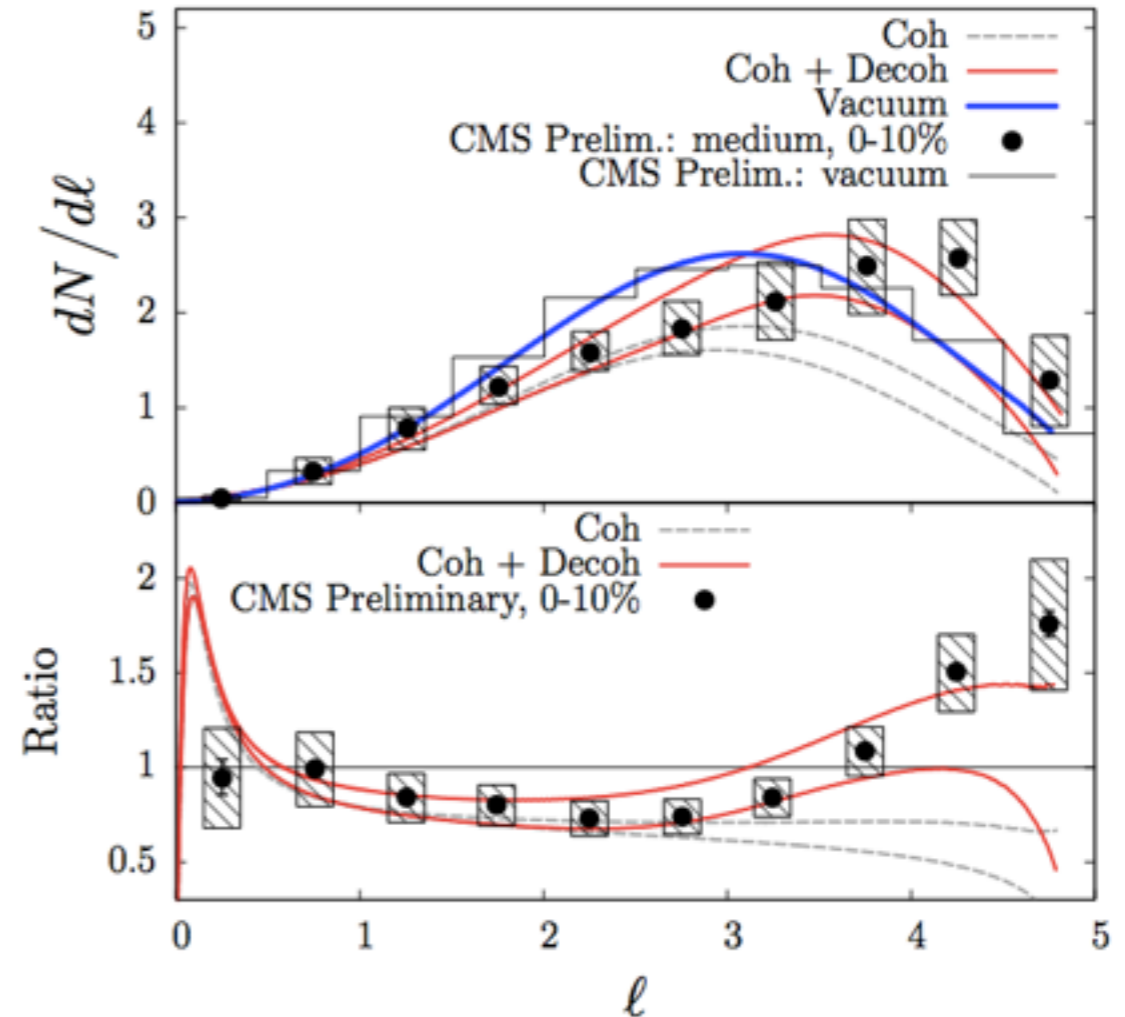 5
4
3
2
1
0
dN/dℓ
Coh
Coh + Decoh
Vacuum
CMS Prelim.: medium, 0-10%
CMS Prelim.: vacuum
2
1.5
1
0.5
Ratio
Coh
Coh + Decoh
CMS Preliminary, 0-10%
0 1 2 3 4 5
ℓ